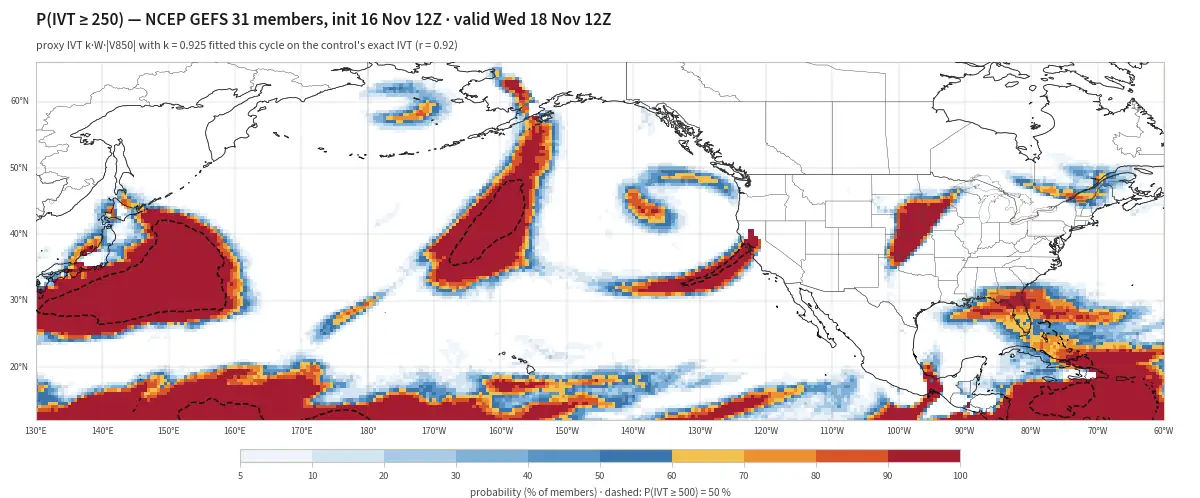 P(IVT ≥ 250) — NCEP GEFS 31 members, init 16 Nov 12Z · valid Wed 18 Nov 12Z
proxy IVT k·W·|V850| with k = 0.925 fitted this cycle on the control's exact IVT (r = 0.92)
60°N
50°N
40°N
30°N
20°N
130°E 140°E 150°E 160°E 170°E 180° 170°W 160°W 150°W 140°W 130°W 120°W 110°W 100°W 90°W 80°W 70°W 60°W
5 10 20 30 40 50 60 70 80 90 100
probability (% of members) · dashed: P(IVT ≥ 500) = 50 %